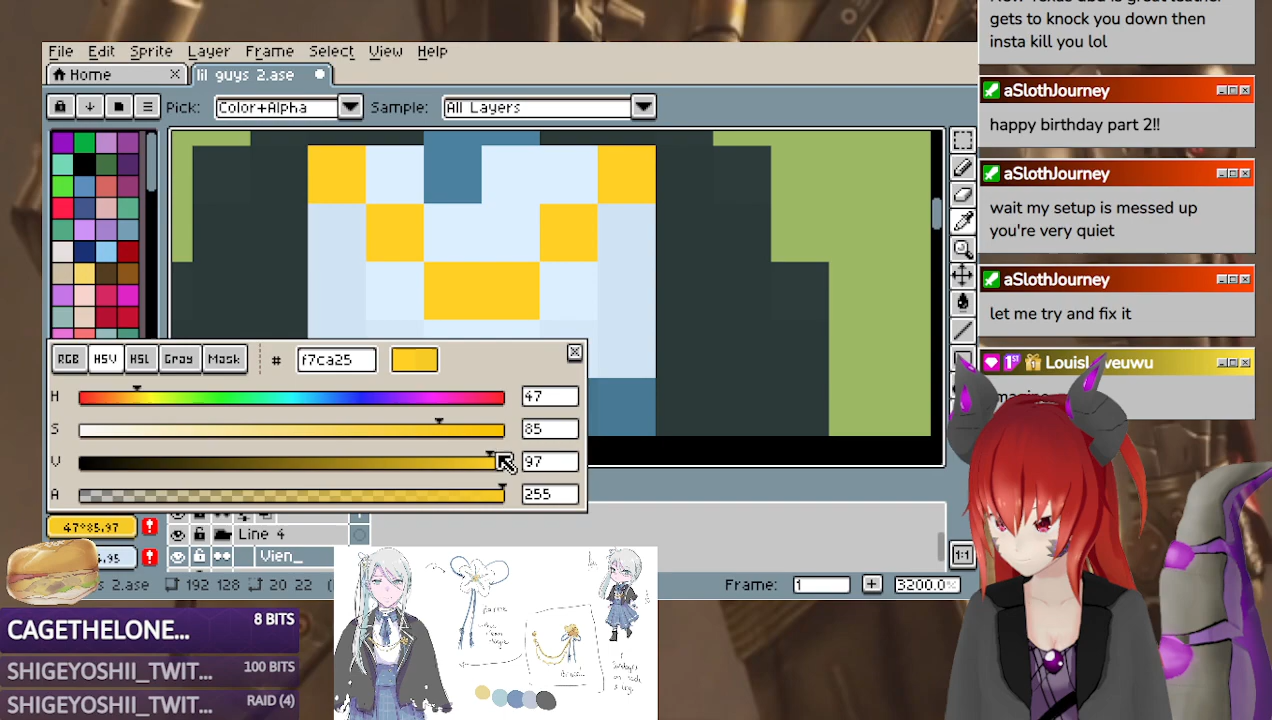 gets to knock you down then
insta kill you lol
File Edit Sprite Layer Frame Select View Help
Home
lil guys 2.ase
Pick: Color+Alpha
Sample: All Layers
aSlothJourney
happy birthday part 2!!
aSlothJourney
wait my setup is messed up
you're very quiet
aSlothJourney
let me try and fix it
1ST
RGB HSV HSL Gray Mask # f7ca25
H 47
S 85
V 97
A 255
47°85,97
Line 4
Vien_
s 2.ase 192 128 20 22
Frame: 1 3200.0%
1:1
CAGETHELONE... 8 BITS
SHIGEYOSHII_TWIT... 100 BITS
SHIGEYOSHII_TWIT... RAID (4)